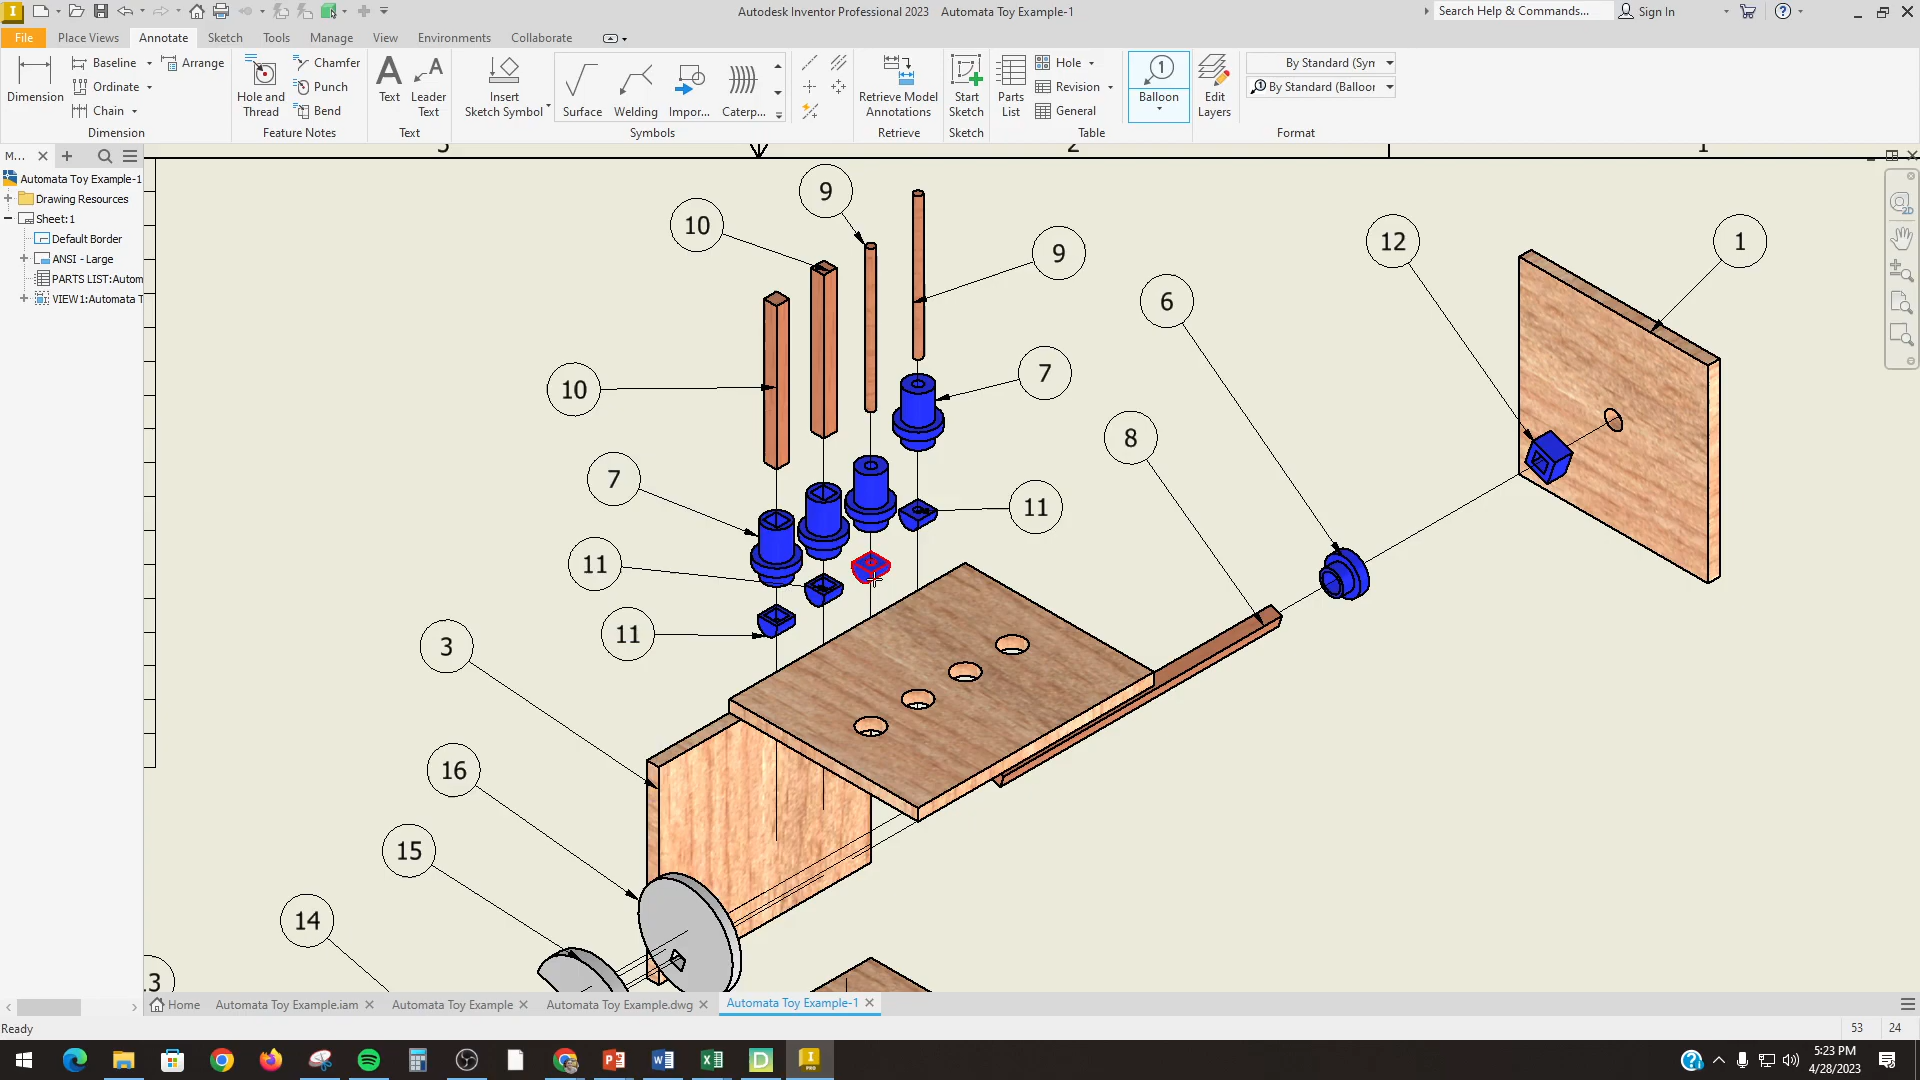 Autodesk Inventor Professional 2023 Automata Toy Example-1
Search Help & Commands...
Sign In
File
Place Views
Annotate
Sketch
Tools
Manage
View
Environments
Collaborate
Dimension
Baseline
Ordinate
Chain
Arrange
Dimension
Hole and Thread
Chamfer
Punch
Bend
Feature Notes
Text
Leader Text
Text
Insert Sketch Symbol
Surface
Welding
Impor...
Caterp...
Symbols
Retrieve Model Annotations
Retrieve
Start Sketch
Sketch
Parts List
Hole
Revision
General
Table
Balloon
Edit Layers
By Standard (Syn
By Standard (Balloor
Format
M...
Automata Toy Example-1
Drawing Resources
Sheet:1
Default Border
ANSI - Large
PARTS LIST:Autom
VIEW1:Automata T
2
1
9
10
9
12
1
6
10
7
8
7
11
11
11
3
16
15
14
Home
Automata Toy Example.iam
Automata Toy Example
Automata Toy Example.dwg
Automata Toy Example-1
Ready
53
24
5:23 PM
4/28/2023